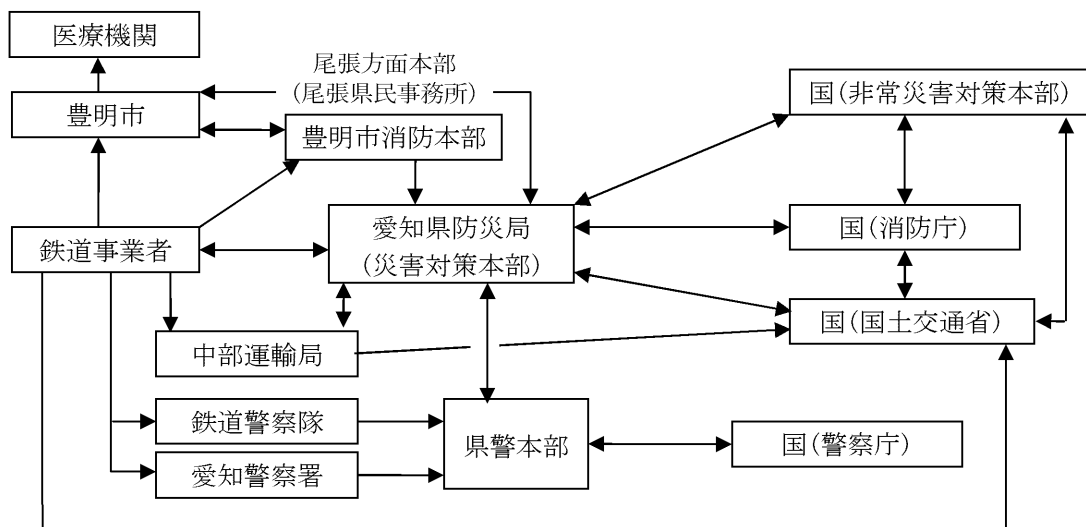 医療機関
尾張方面本部
(尾張県民事務所)
国(非常災害対策本部)
豊明市
豊明市消防本部
愛知県防災局
(災害対策本部)
国(消防庁)
鉄道事業者
国(国土交通省)
中部運輸局
鉄道警察隊
県警本部
国(警察庁)
愛知警察署